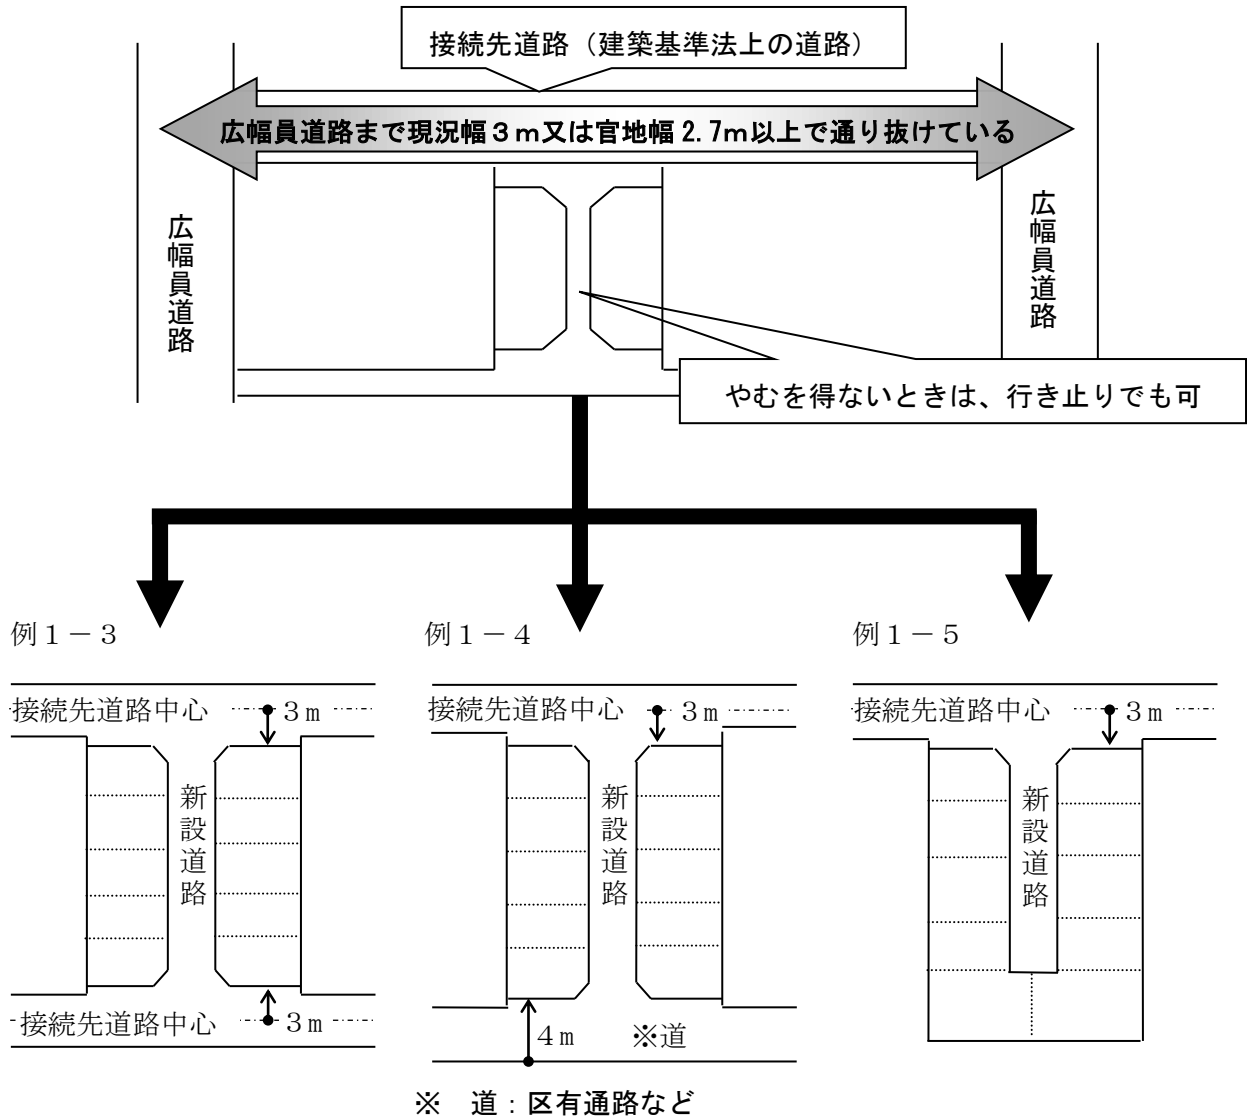 接続先道路（建築基準法上の道路）
広幅員道路まで現況幅３ｍ又は官地幅2.7ｍ以上で通り抜けている
広幅員道路
広幅員道路
やむを得ないときは、行き止りでも可
例１－３
接続先道路中心
３ｍ
新設道路
接続先道路中心
３ｍ
例１－４
接続先道路中心
３ｍ
新設道路
４ｍ
※道
※　道：区有通路など
例１－５
接続先道路中心
３ｍ
新設道路